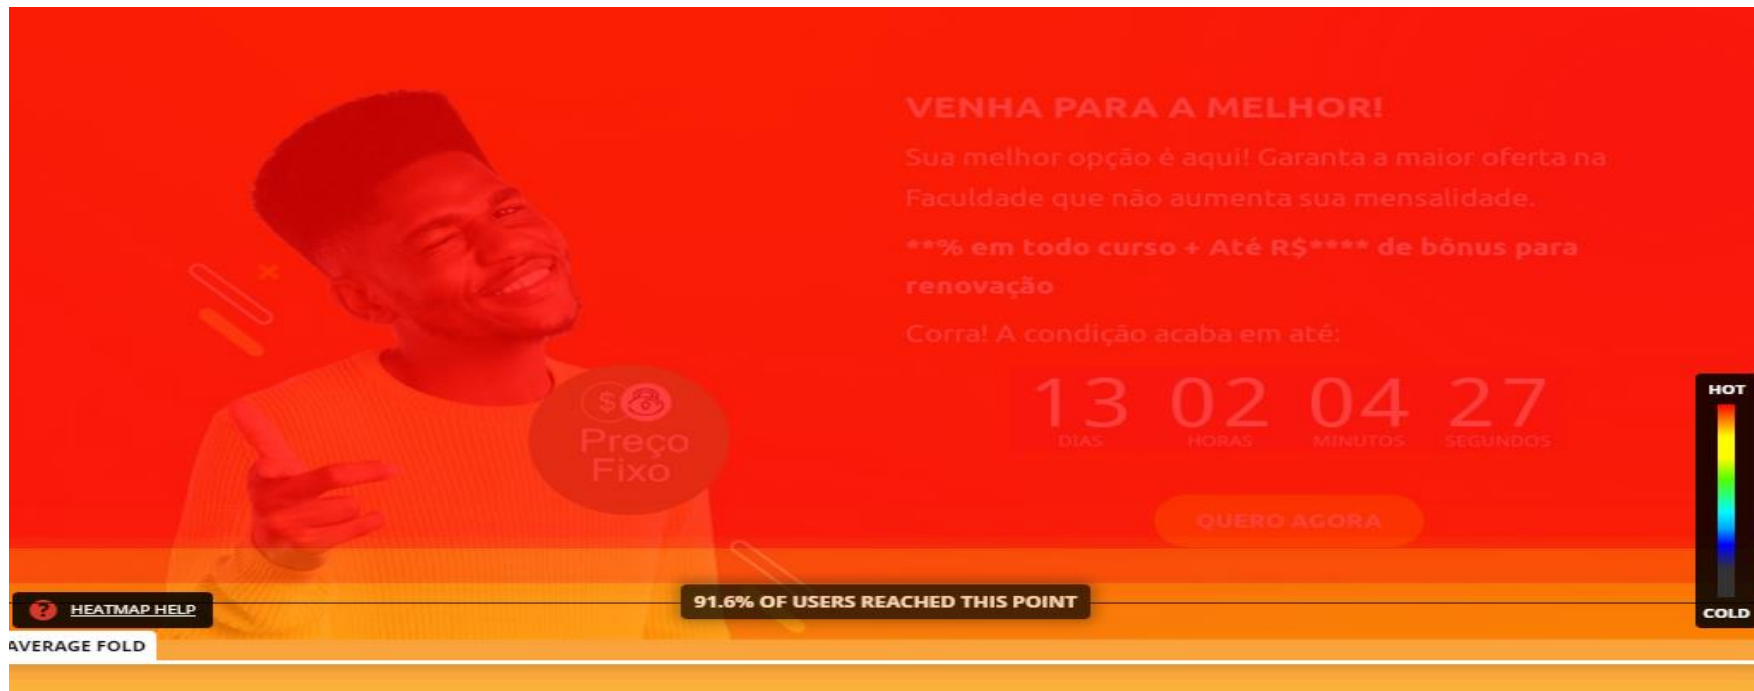 VENHA PARA A MELHOR!
Sua melhor opção é aqui! Garanta a maior oferta na
Faculdade que não aumenta sua mensalidade.
**% em todo curso + Até R$**** de bônus para
renovação
Corra! A condição acaba em até:
13 02 04 27
DIAS HORAS MINUTOS SEGUNDOS
$
Preço
Fixo
QUERO AGORA
HOT
COLD
? HEATMAP HELP
91.6% OF USERS REACHED THIS POINT
AVERAGE FOLD